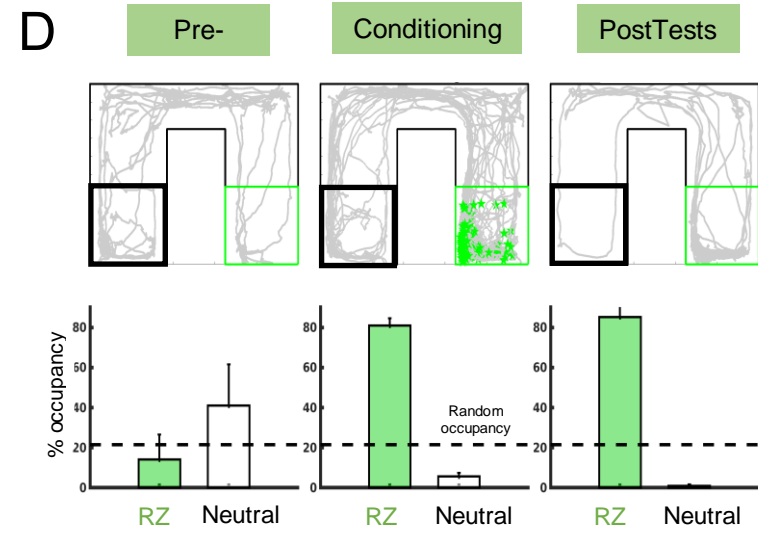 D
Pre-
Conditioning
PostTests
% occupancy
80
60
40
20
0
80
60
40
20
0
80
60
40
20
0
Random
occupancy
RZ Neutral
RZ Neutral
RZ Neutral